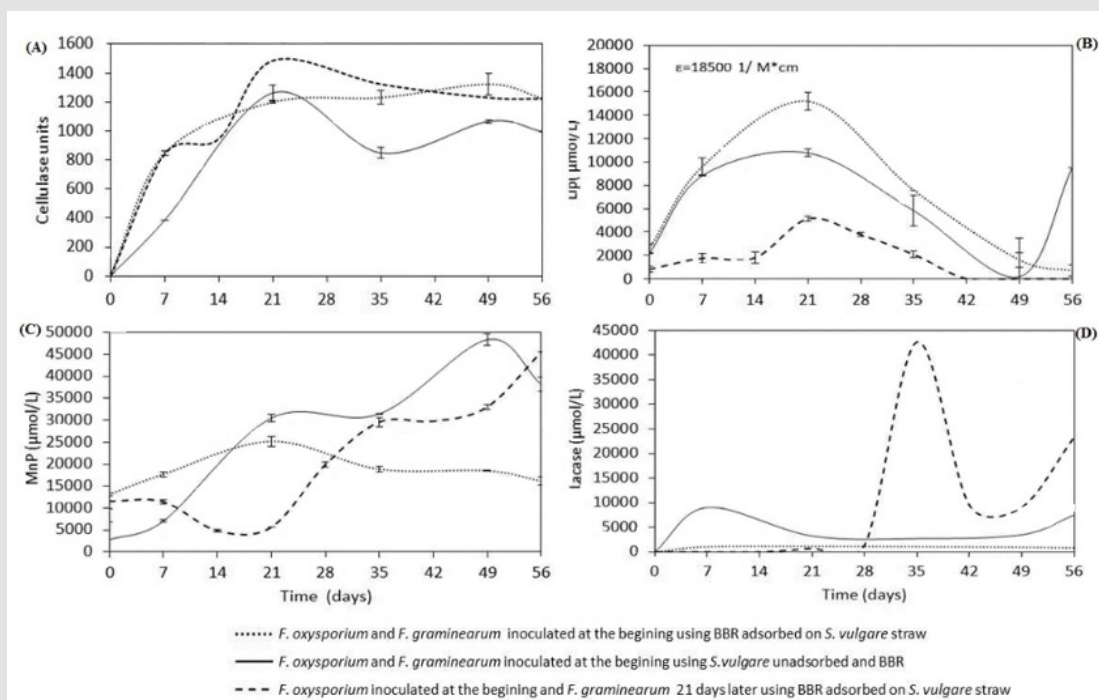 (A)
1600
1400
1200
1000
800
600
400
200
0
Cellulase units
0 7 14 21 28 35 42 49 56
(B)
20000
18000
16000
14000
12000
10000
8000
6000
4000
2000
0
ε=18500 1/ M*cm
Lip( µmol/L)
0 7 14 21 28 35 42 49 56
(C)
50000
45000
40000
35000
30000
25000
20000
15000
10000
5000
0
MnP (µmol/L)
0 7 14 21 28 35 42 49 56
Time (days)
(D)
45000
40000
35000
30000
25000
20000
15000
10000
5000
0
Lacase (µmol/L)
0 7 14 21 28 35 42 49 56
Time (days)
F. oxysporium and F. graminearum inoculated at the begining using BBR adsorbed on S. vulgare straw
F. oxysporium and F. graminearum inoculated at the begining using S.vulgare unadsorbed and BBR
F. oxysporium inoculated at the begining and F. graminearum 21 days later using BBR adsorbed on S. vulgare straw